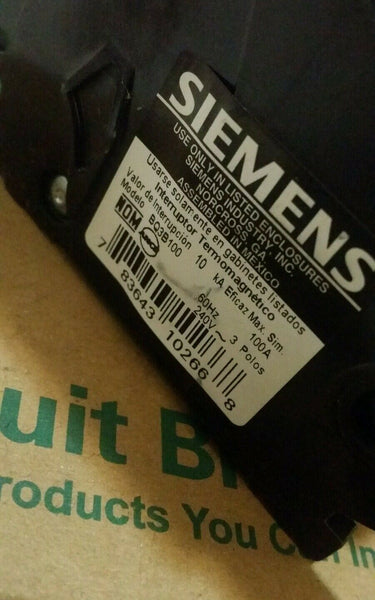 SIEMENS
USE ONLY IN LISTED ENCLOSURES
SIEMENS INDUSTRY, INC.
NORCROSS, GA.
ASSEMBLED IN MEXICO
Usarse solamente en gabinetes listados
Interruptor Termomagnético
Valor de Interrupción 10 kA Eficaz Max. Sim.
Modelo BQ3B100 60Hz 100A
240V ~ 3 Polos
7 83643 10266 8
uit B
roducts You C